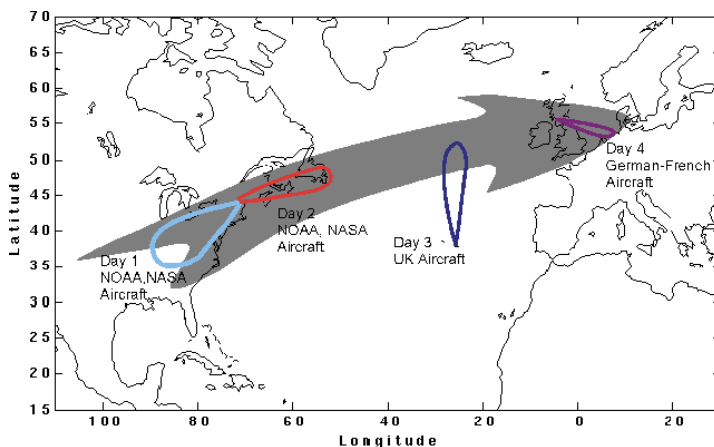 70
65
60
55
50
45
40
35
30
25
20
15
Latitude
Day 4
German-French
Aircraft
Day 2
NOAA, NASA
Aircraft
Day 3
UK Aircraft
Day 1
NOAA,NASA
Aircraft
100 80 60 40 20 0 20
Longitude